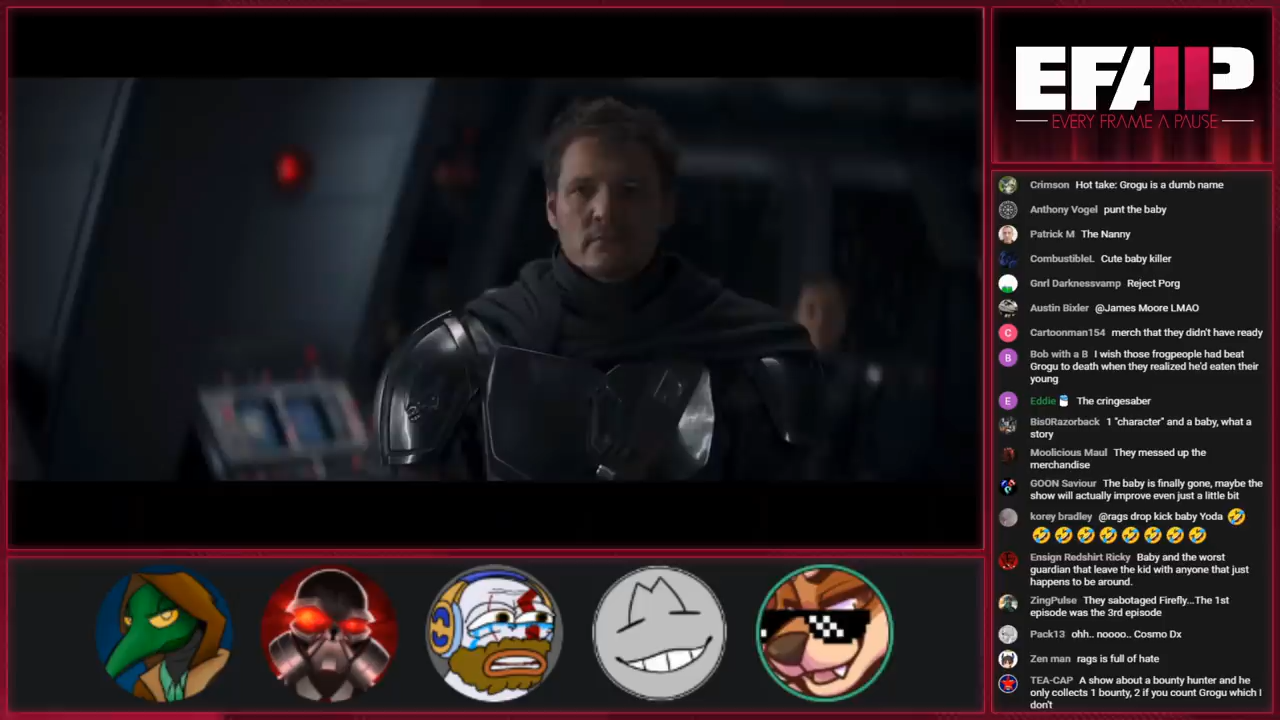 EFAP
EVERY FRAME A PAUSE
Crimson Hot take: Grogu is a dumb name
Anthony Vogel punt the baby
Patrick M The Nanny
CombustibleL Cute baby killer
Gnrl Darknessvamp Reject Porg
Austin Bixler @James Moore LMAO
C
Cartoonman154 merch that they didn't have ready
B
Bob with a B I wish those frogpeople had beat
Grogu to death when they realized he'd eaten their
young
E
Eddie The cringesaber
Bis0Razorback 1 "character" and a baby, what a
story
Moolicious Maul They messed up the
merchandise
GOON Saviour The baby is finally gone, maybe the
show will actually improve even just a little bit
korey bradley @rags drop kick baby Yoda 🤣
🤣🤣🤣🤣🤣🤣🤣🤣
Ensign Redshirt Ricky Baby and the worst
guardian that leave the kid with anyone that just
happens to be around.
ZingPulse They sabotaged Firefly...The 1st
episode was the 3rd episode
Pack13 ohh.. noooo.. Cosmo Dx
Zen man rags is full of hate
TEA-CAP A show about a bounty hunter and he
only collects 1 bounty, 2 if you count Grogu which I
don't